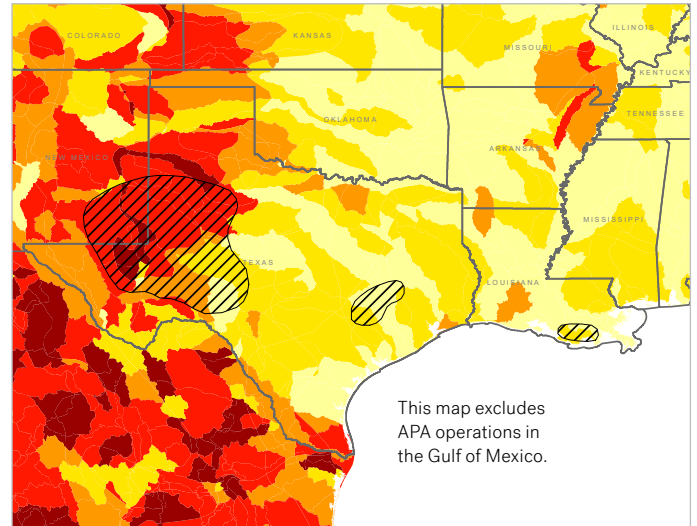 COLORADO
KANSAS
MISSOURI
ILLINOIS
KENTUCKY
OKLAHOMA
TENNESSEE
NEW MEXICO
ARKANSAS
MISSISSIPPI
TEXAS
LOUISIANA
This map excludes
APA operations in
the Gulf of Mexico.